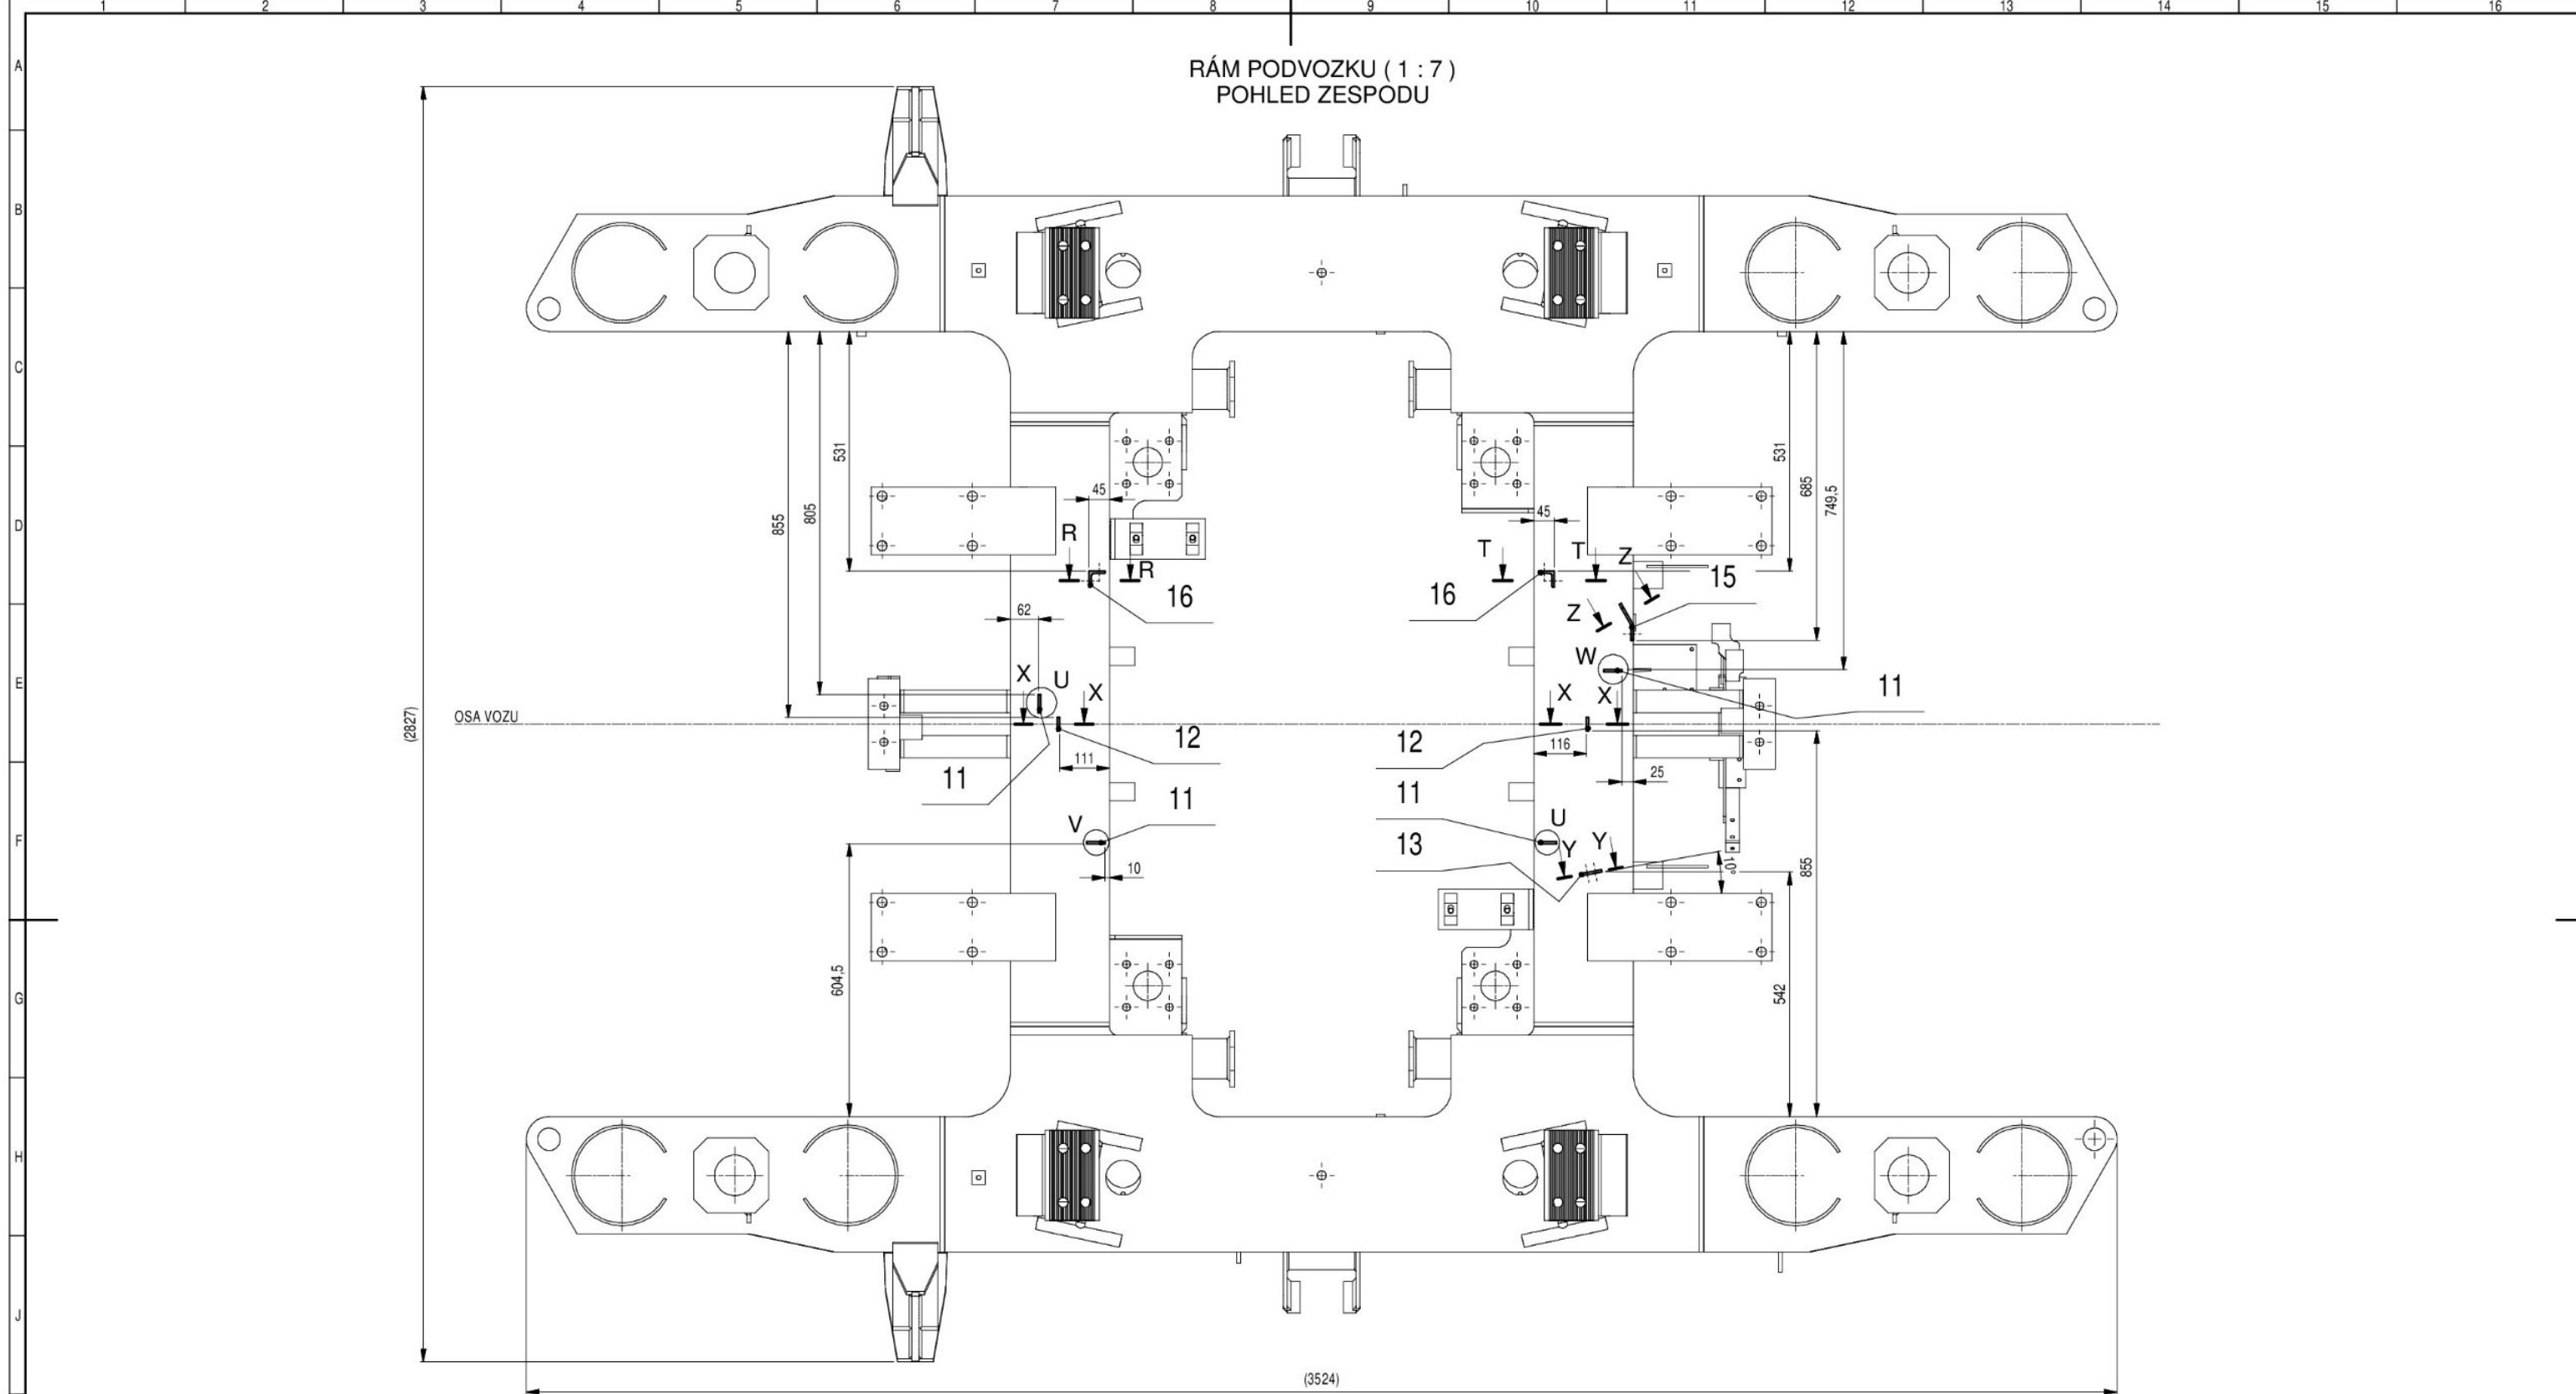 1 2 3 4 5 6 7 8 9 10 11 12 13 14 15 16
A
RÁM PODVOZKU ( 1 : 7 )
POHLED ZESPODU
B
C
531
531
805
855
685
749,5
D
45
45
R
R
T
T
Z
Z
16
16
15
62
E
X
U
X
W
X
X
11
(2827)
OSA VOZU
12
12
111
116
25
11
11
11
V
U
13
Y
Y
F
10
10°
855
604,5
542
G
H
J
(3524)